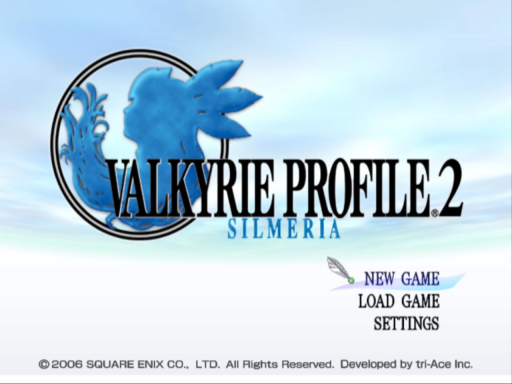 VALKYRIE PROFILE®2
SILMERIA
NEW GAME
LOAD GAME
SETTINGS
©2006 SQUARE ENIX CO., LTD. All Rights Reserved. Developed by tri-Ace Inc.